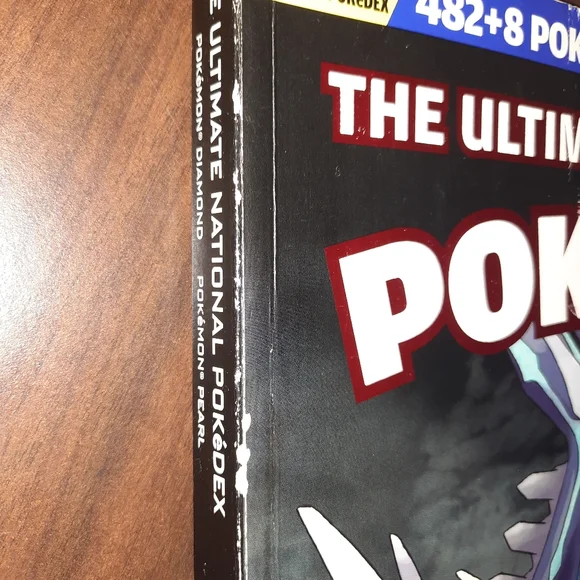 POKéDEX
482+8 POK
THE ULTIM
POK
E ULTIMATE NATIONAL POKéDEX
POKéMON® DIAMOND POKéMON® PEARL